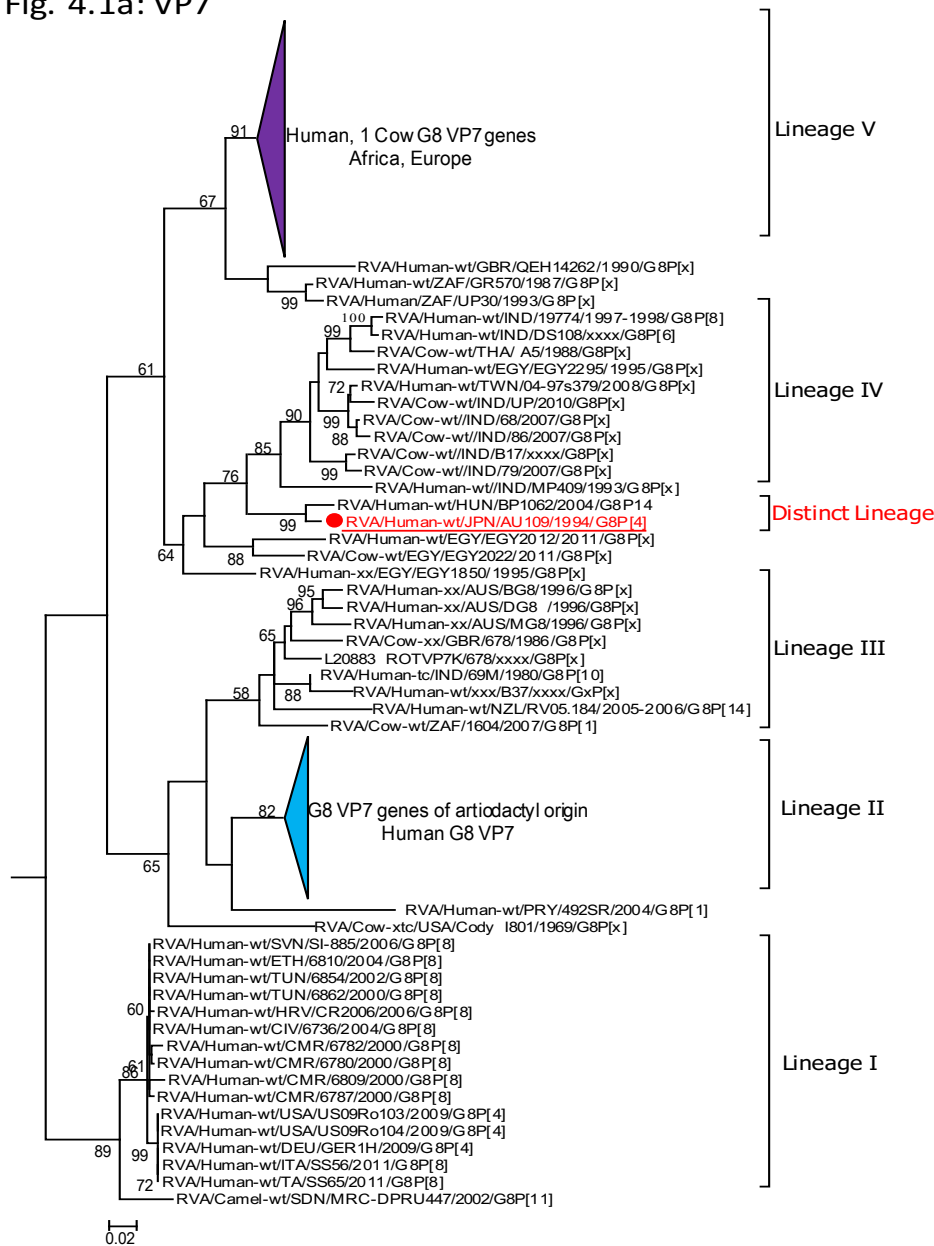 Fig. 4.1a: VP7
91
Human, 1 Cow G8 VP7 genes
Africa, Europe
Lineage V
67
RVA/Human-wt/GBR/QEH14262/1990/G8P[x]
RVA/Human-wt/ZAF/GR570/1987/G8P[x]
99
RVA/Human/ZAF/UP30/1993/G8P[x]
100
RVA/Human-wt/IND/19774/1997-1998/G8P[8]
99
RVA/Human-wt/IND/DS108/xxxx/G8P[6]
RVA/Cow-wt/THA/ A5/1988/G8P[x]
61
RVA/Human-wt/EGY/EGY2295/1995/G8P[x]
72
RVA/Human-wt/TWN/04-97s379/2008/G8P[x]
Lineage IV
RVA/Cow-wt/IND/UP/2010/G8P[x]
90
99
RVA/Cow-wt//IND/68/2007/G8P[x]
88
RVA/Cow-wt//IND/86/2007/G8P[x]
85
RVA/Cow-wt//IND/B17/xxxx/G8P[x]
99
RVA/Cow-wt//IND/79/2007/G8P[x]
76
RVA/Human-wt//IND/MP409/1993/G8P[x]
RVA/Human-wt/HUN/BP1062/2004/G8P14
Distinct Lineage
99
RVA/Human-wt/JPN/AU109/1994/G8P[4]
RVA/Human-wt/EGY/EGY2012/2011/G8P[x]
64
88
RVA/Cow-wt/EGY/EGY2022/2011/G8P[x]
RVA/Human-xx/EGY/EGY1850/1995/G8P[x]
95
RVA/Human-xx/AUS/BG8/1996/G8P[x]
96
RVA/Human-xx/AUS/DG8 /1996/G8P[x]
RVA/Human-xx/AUS/MG8/1996/G8P[x]
65
RVA/Cow-xx/GBR/678/1986/G8P[x]
Lineage III
L20883 ROTVP7K/678/xxxx/G8P[x]
RVA/Human-tc/IND/69M/1980/G8P[10]
58
88
RVA/Human-wt/xxx/B37/xxxx/GxP[x]
RVA/Human-wt/NZL/RV05.184/2005-2006/G8P[14]
RVA/Cow-wt/ZAF/1604/2007/G8P[1]
82
G8 VP7 genes of artiodactyl origin
Human G8 VP7
Lineage II
65
RVA/Human-wt/PRY/492SR/2004/G8P[1]
RVA/Cow-xtc/USA/Cody I801/1969/G8P[x]
RVA/Human-wt/SVN/SI-885/2006/G8P[8]
RVA/Human-wt/ETH/6810/2004/G8P[8]
RVA/Human-wt/TUN/6854/2002/G8P[8]
RVA/Human-wt/TUN/6862/2000/G8P[8]
60
RVA/Human-wt/HRV/CR2006/2006/G8P[8]
RVA/Human-wt/CIV/6736/2004/G8P[8]
RVA/Human-wt/CMR/6782/2000/G8P[8]
61
RVA/Human-wt/CMR/6780/2000/G8P[8]
Lineage I
86
RVA/Human-wt/CMR/6809/2000/G8P[8]
RVA/Human-wt/CMR/6787/2000/G8P[8]
RVA/Human-wt/USA/US09Ro103/2009/G8P[4]
RVA/Human-wt/USA/US09Ro104/2009/G8P[4]
89
99
RVA/Human-wt/DEU/GER1H/2009/G8P[4]
RVA/Human-wt/ITA/SS56/2011/G8P[8]
72
RVA/Human-wt/TA/SS65/2011/G8P[8]
RVA/Camel-wt/SDN/MRC-DPRU447/2002/G8P[11]
0.02